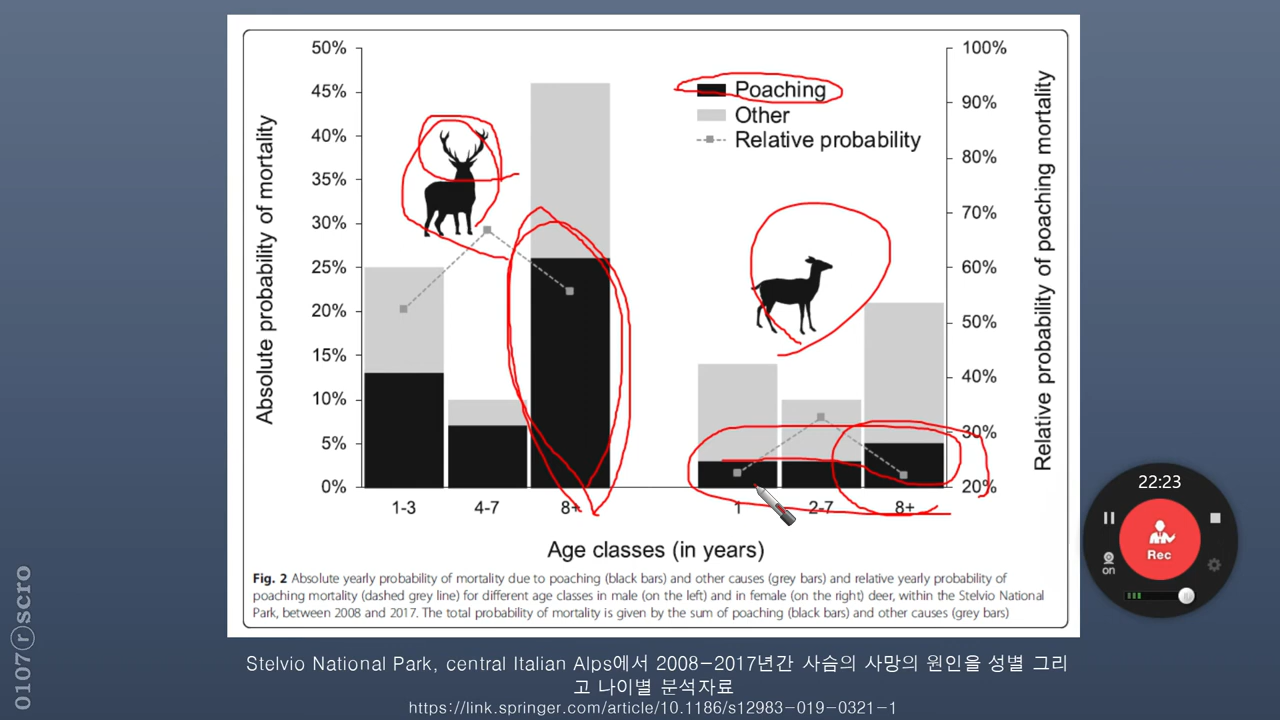 50%
45%
40%
35%
30%
25%
20%
15%
10%
5%
0%
Absolute probability of mortality
Poaching
Other
Relative probability
100%
90%
80%
70%
60%
50%
40%
30%
20%
Relative probability of poaching mortality
1-3 4-7 8+ 1 2-7 8+
Age classes (in years)
Fig. 2 Absolute yearly probability of mortality due to poaching (black bars) and other causes (grey bars) and relative yearly probability of
poaching mortality (dashed grey line) for different age classes in male (on the left) and in female (on the right) deer, within the Stelvio National
Park, between 2008 and 2017. The total probability of mortality is given by the sum of poaching (black bars) and other causes (grey bars)
Stelvio National Park, central Italian Alps에서 2008-2017년간 사슴의 사망의 원인을 성별 그리
고 나이별 분석자료
https://link.springer.com/article/10.1186/s12983-019-0321-1
22:23
Rec
on
0107ⓡscro